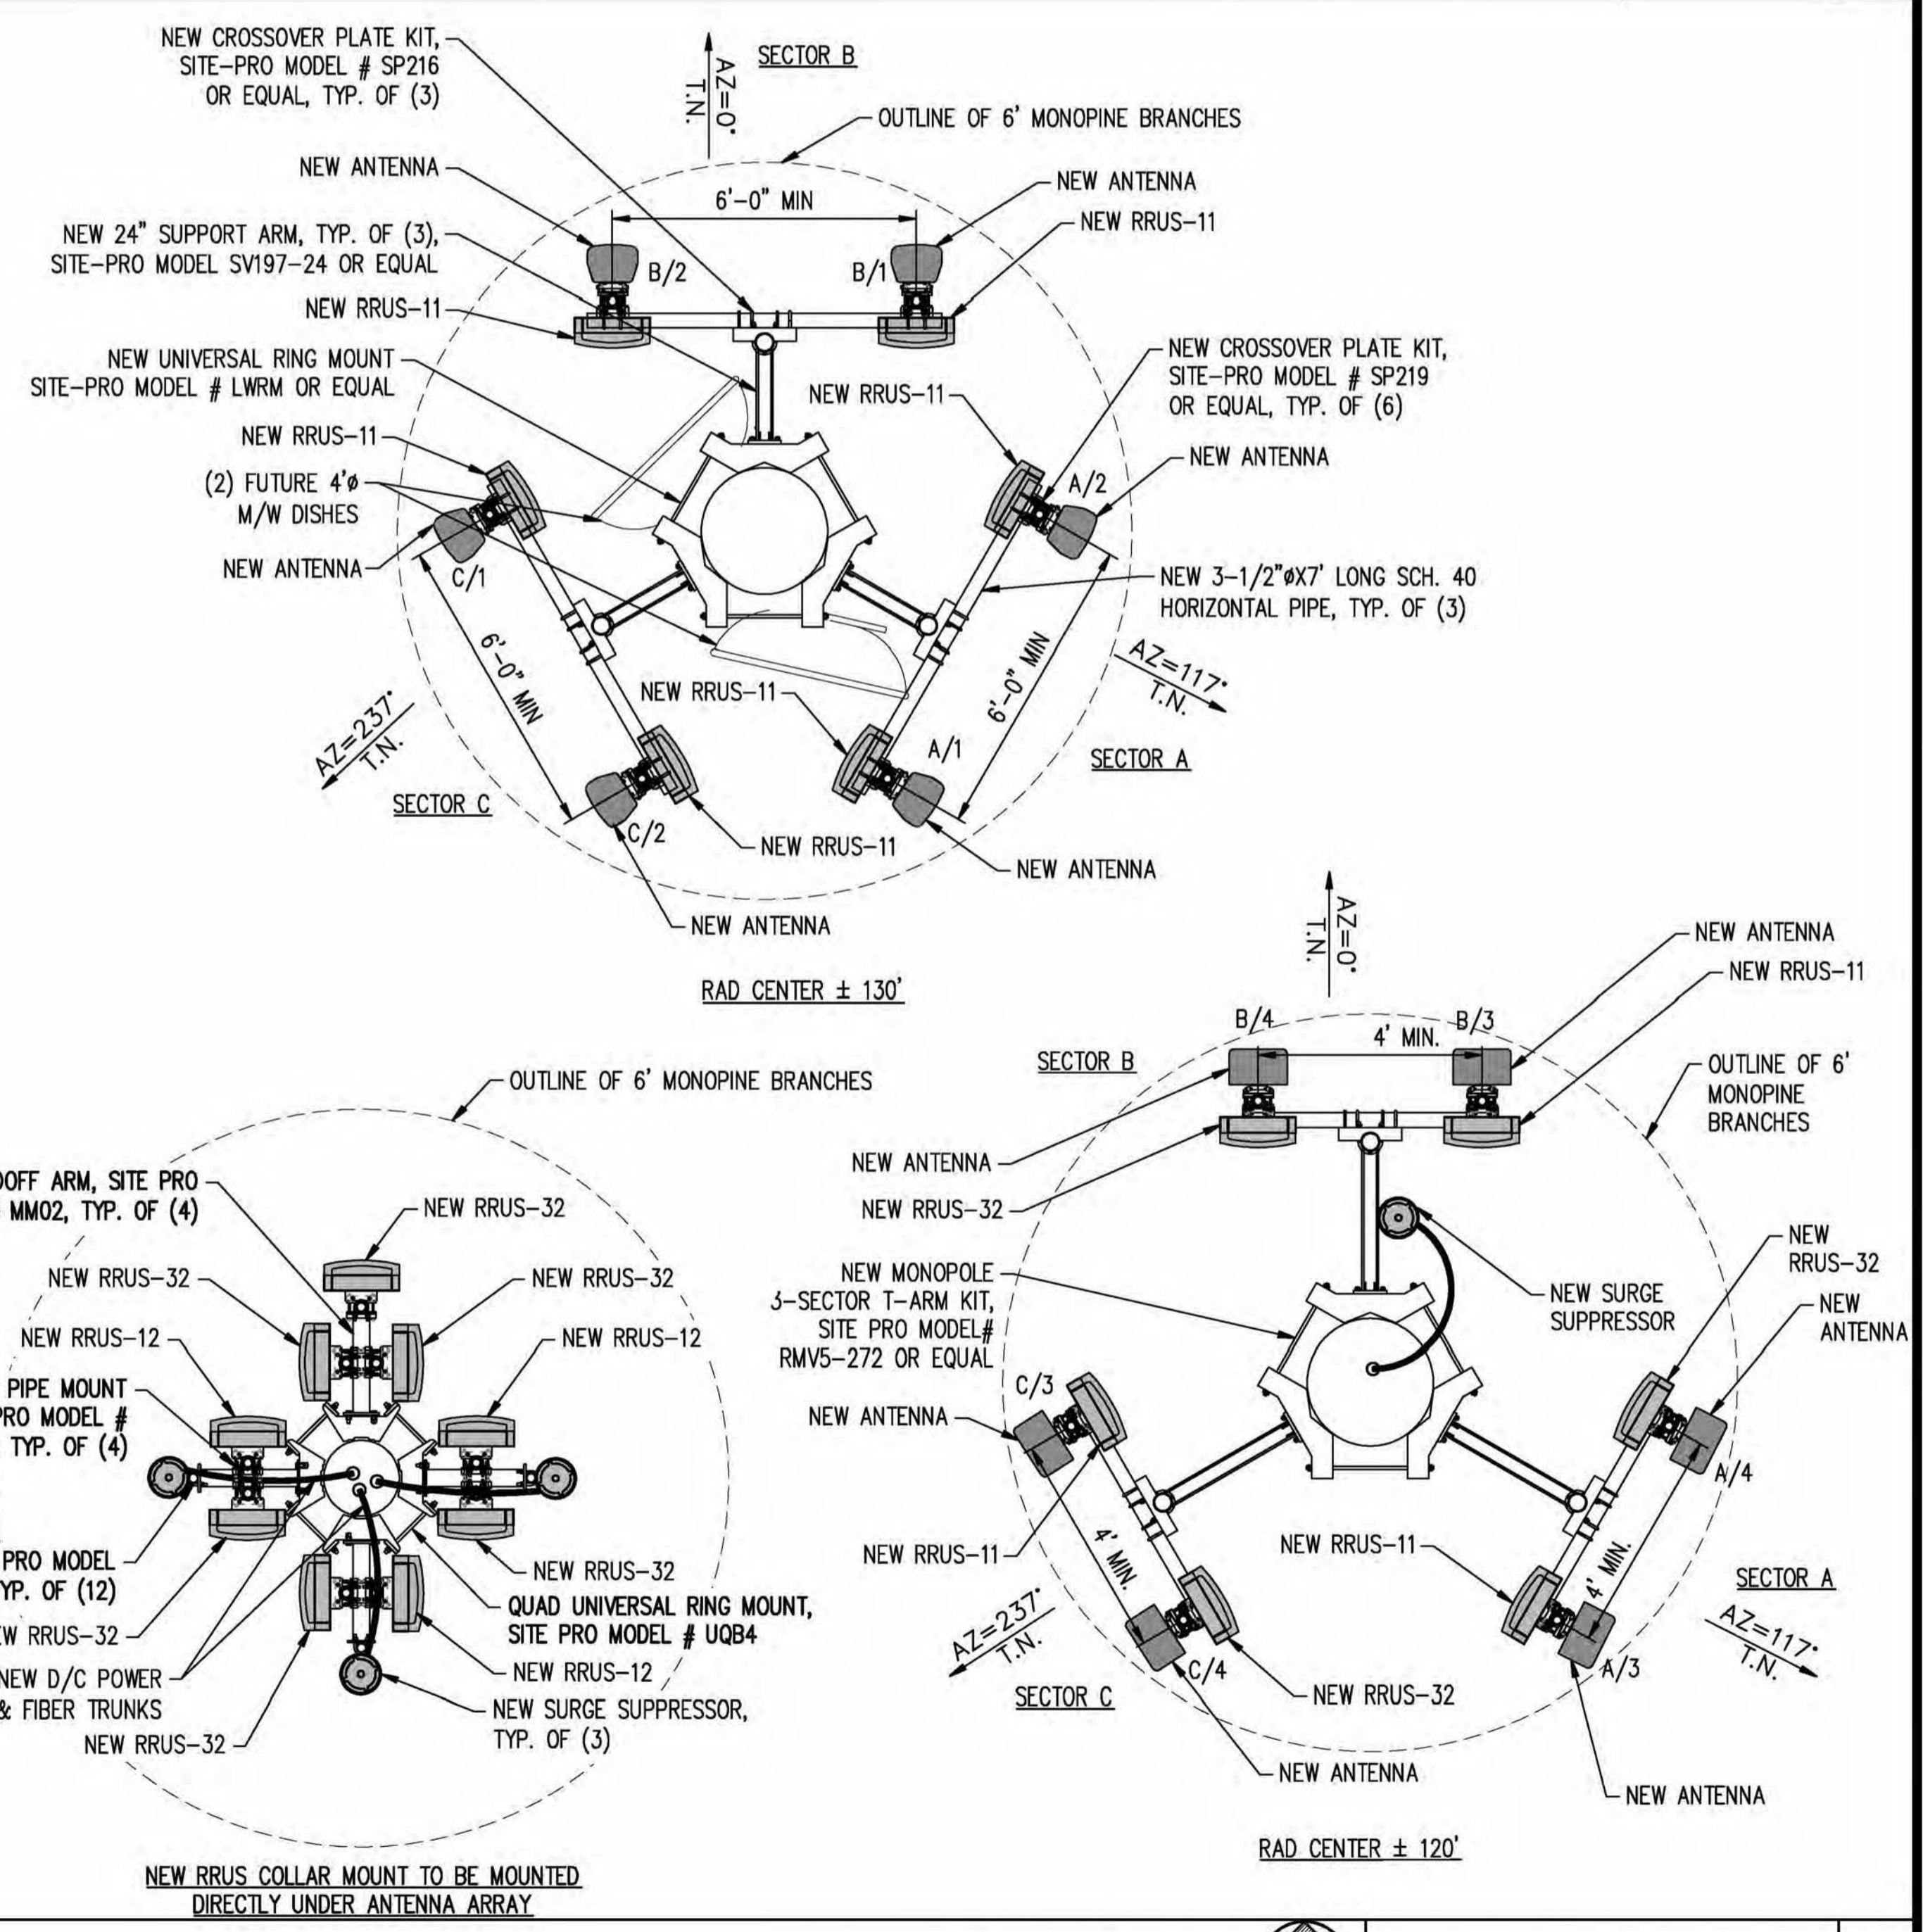 NEW CROSSOVER PLATE KIT,
SITE-PRO MODEL # SP216
OR EQUAL, TYP. OF (3)
AZ=0°
T.N.
SECTOR B
OUTLINE OF 6' MONOPINE BRANCHES
NEW ANTENNA
6'-0" MIN
NEW ANTENNA
NEW RRUS-11
NEW 24" SUPPORT ARM, TYP. OF (3),
SITE-PRO MODEL SV197-24 OR EQUAL
B/2
B/1
NEW RRUS-11
NEW UNIVERSAL RING MOUNT
SITE-PRO MODEL # LWRM OR EQUAL
NEW RRUS-11
NEW CROSSOVER PLATE KIT,
SITE-PRO MODEL # SP219
OR EQUAL, TYP. OF (6)
NEW RRUS-11
NEW ANTENNA
(2) FUTURE 4'ø
M/W DISHES
A/2
NEW ANTENNA
C/1
NEW 3-1/2"øX7' LONG SCH. 40
HORIZONTAL PIPE, TYP. OF (3)
6'-0" MIN
6'-0" MIN
NEW RRUS-11
AZ=117°
T.N.
AZ=237°
T.N.
A/1
SECTOR A
SECTOR C
C/2
NEW RRUS-11
NEW ANTENNA
NEW ANTENNA
RAD CENTER ± 130'
AZ=0°
T.N.
NEW ANTENNA
NEW RRUS-11
B/4
B/3
4' MIN.
SECTOR B
OUTLINE OF 6'
MONOPINE
BRANCHES
NEW ANTENNA
NEW RRUS-32
NEW
RRUS-32
NEW MONOPOLE
3-SECTOR T-ARM KIT,
SITE PRO MODEL#
RMV5-272 OR EQUAL
NEW SURGE
SUPPRESSOR
NEW
ANTENNA
C/3
NEW ANTENNA
A/4
NEW RRUS-11
NEW RRUS-11
4' MIN.
4' MIN.
SECTOR A
AZ=237°
T.N.
AZ=117°
T.N.
C/4
A/3
SECTOR C
NEW RRUS-32
NEW ANTENNA
NEW ANTENNA
RAD CENTER ± 120'
OUTLINE OF 6' MONOPINE BRANCHES
OFF ARM, SITE PRO
MM02, TYP. OF (4)
NEW RRUS-32
NEW RRUS-32
NEW RRUS-32
NEW RRUS-12
NEW RRUS-12
PIPE MOUNT
PRO MODEL #
TYP. OF (4)
PRO MODEL
TYP. OF (12)
NEW RRUS-32
RRUS-32
QUAD UNIVERSAL RING MOUNT,
SITE PRO MODEL # UQB4
NEW D/C POWER
& FIBER TRUNKS
NEW RRUS-12
NEW SURGE SUPPRESSOR,
TYP. OF (3)
NEW RRUS-32
NEW RRUS COLLAR MOUNT TO BE MOUNTED
DIRECTLY UNDER ANTENNA ARRAY